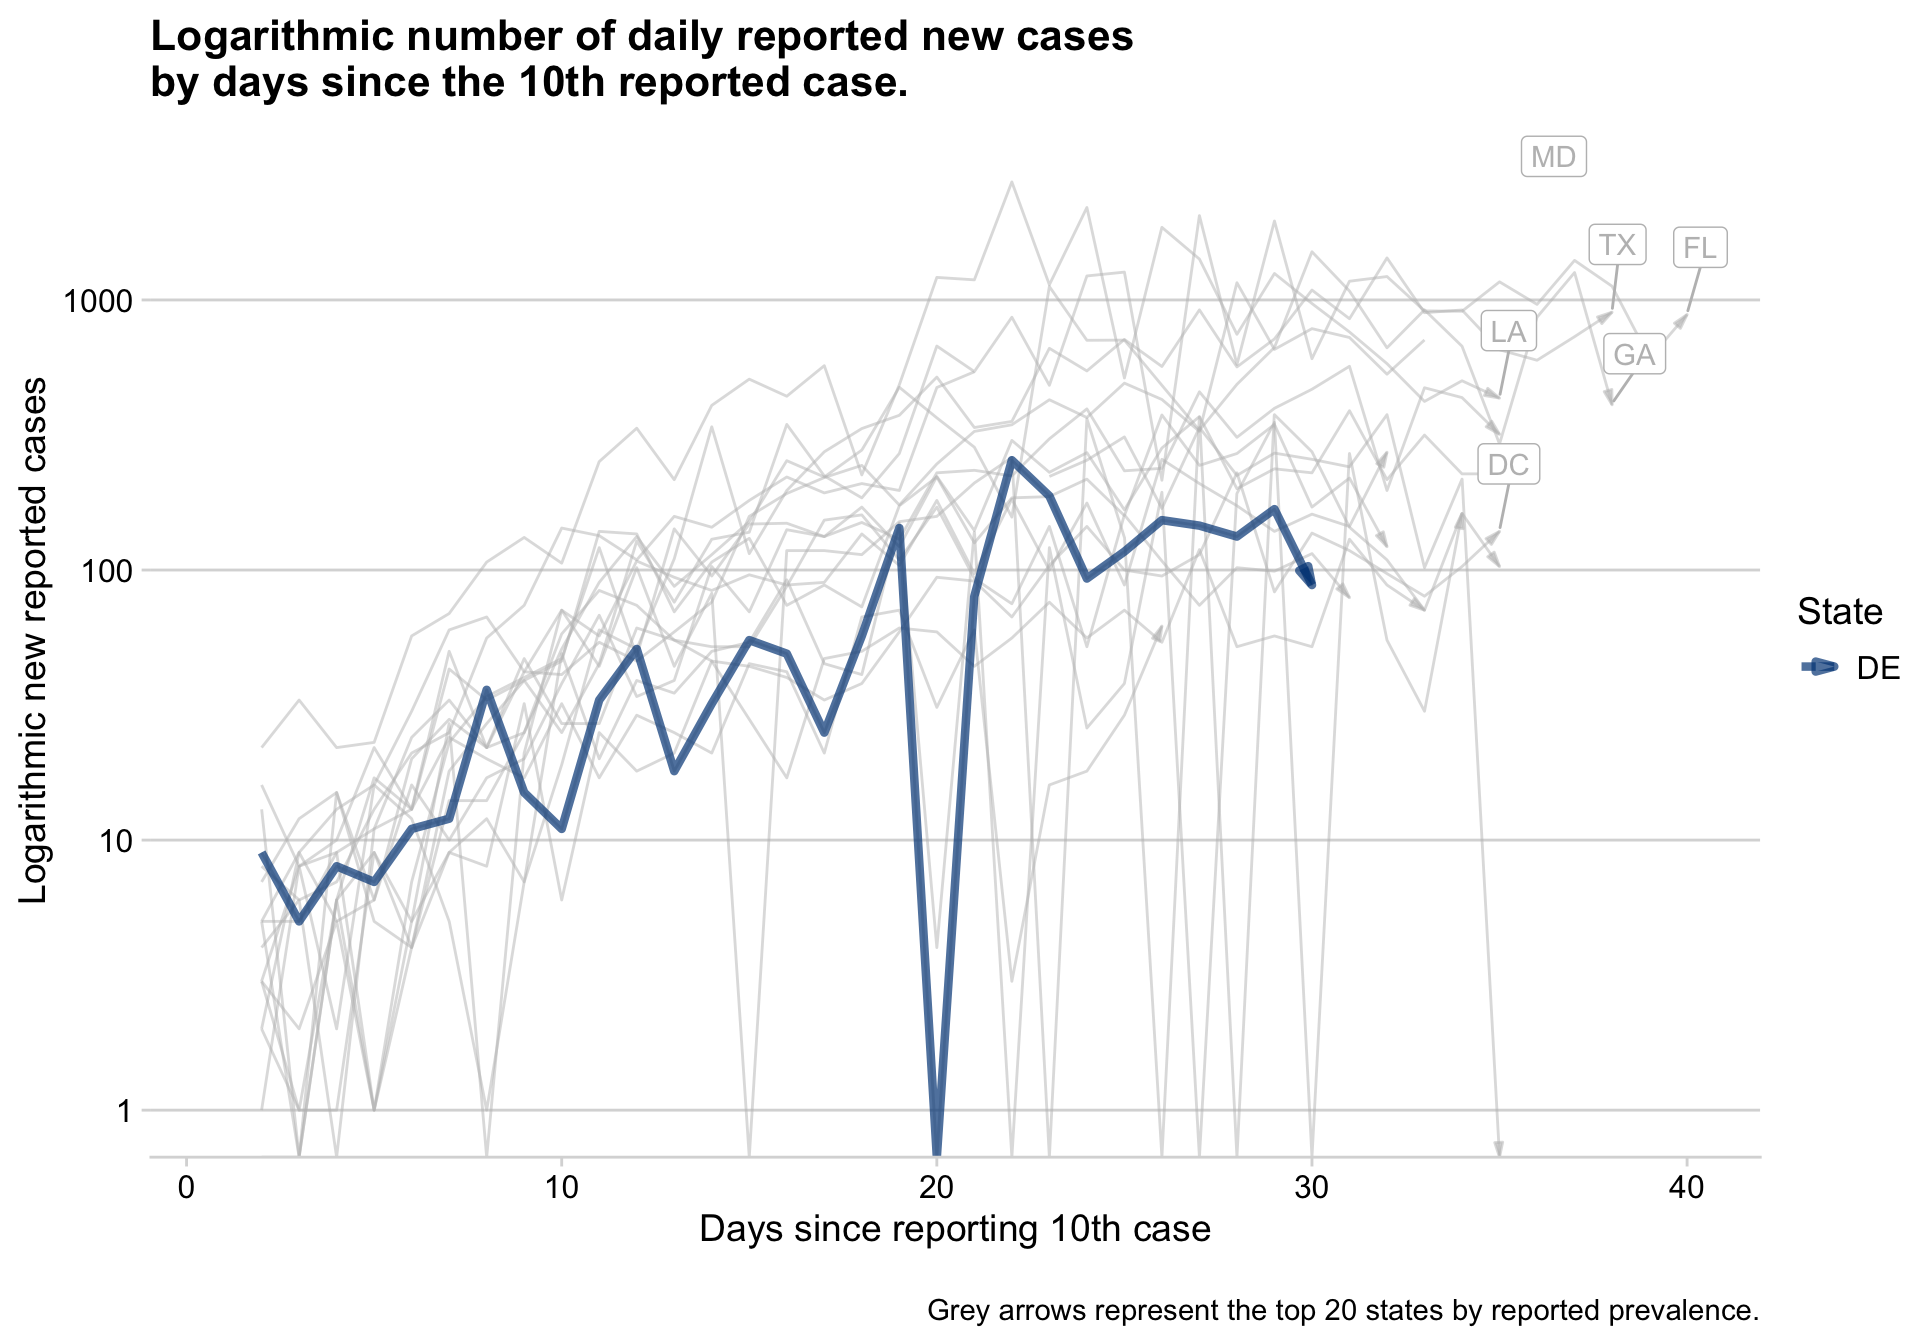 Logarithmic number of daily reported new cases
by days since the 10th reported case.
MD
TX
FL
1000
LA
GA
DC
100
10
1
Logarithmic new reported cases
State
DE
0 10 20 30 40
Days since reporting 10th case
Grey arrows represent the top 20 states by reported prevalence.